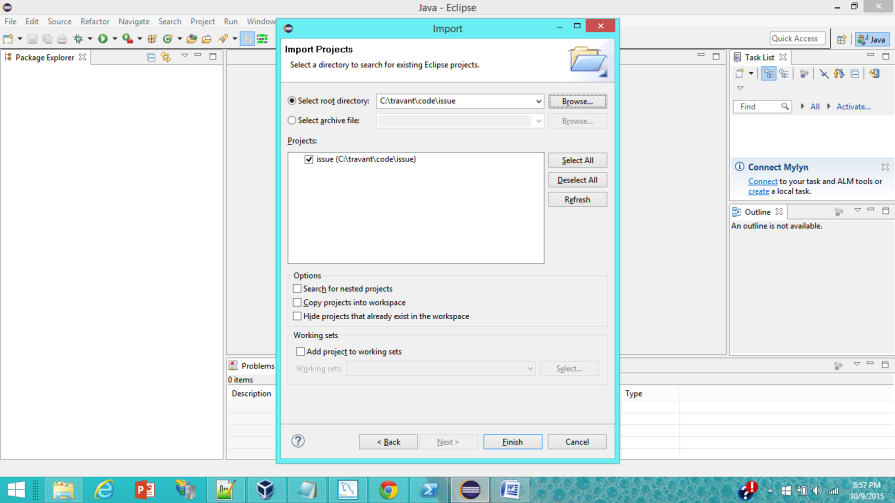 Java - Eclipse
File Edit Source Refactor Navigate Search Project Run Window
Quick Access
Java
Package Explorer
Import
Import Projects
Select a directory to search for existing Eclipse projects.
Select root directory: C:\travant\code\issue Browse...
Select archive file: Browse...
Projects:
issue (C:\travant\code\issue)
Select All
Deselect All
Refresh
Options
Search for nested projects
Copy projects into workspace
Hide projects that already exist in the workspace
Working sets
Add project to working sets
Working sets: Select...
? < Back Next > Finish Cancel
Task List
Find All Activate...
Connect Mylyn
Connect to your task and ALM tools or
create a local task.
Outline
An outline is not available.
Problems
0 items
Description Type
8:57 PM
10/9/2015